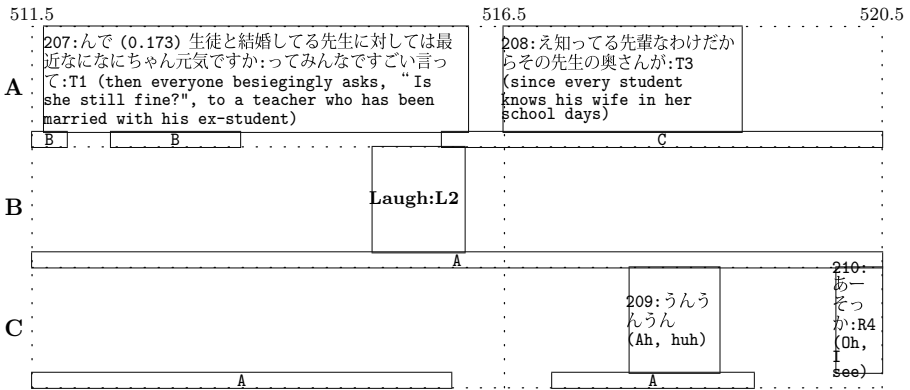 511.5 516.5 520.5
A
207:んで (0.173) 生徒と結婚してる先生に対しては最
近なになにちゃん元気ですか:ってみんなですごい言っ
て:T1 (then everyone besiegingly asks, “Is
she still fine?", to a teacher who has been
married with his ex-student)
208:え知ってる先輩なわけだか
らその先生の奥さんが:T3
(since every student
knows his wife in her
school days)
B B C
B
Laugh:L2
A
C
209:うんう
んうん
(Ah, huh)
210:
あー
そっ
か:R4
(Oh,
I
see)
A A